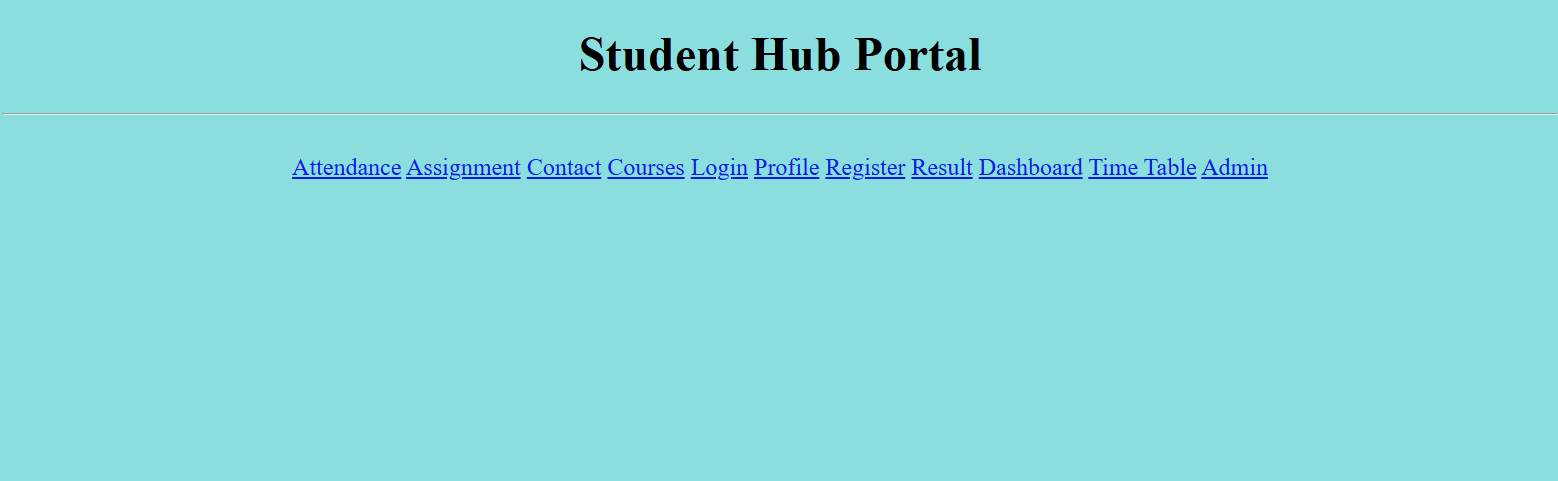 Student Hub Portal
Attendance Assignment Contact Courses Login Profile Register Result Dashboard Time Table Admin